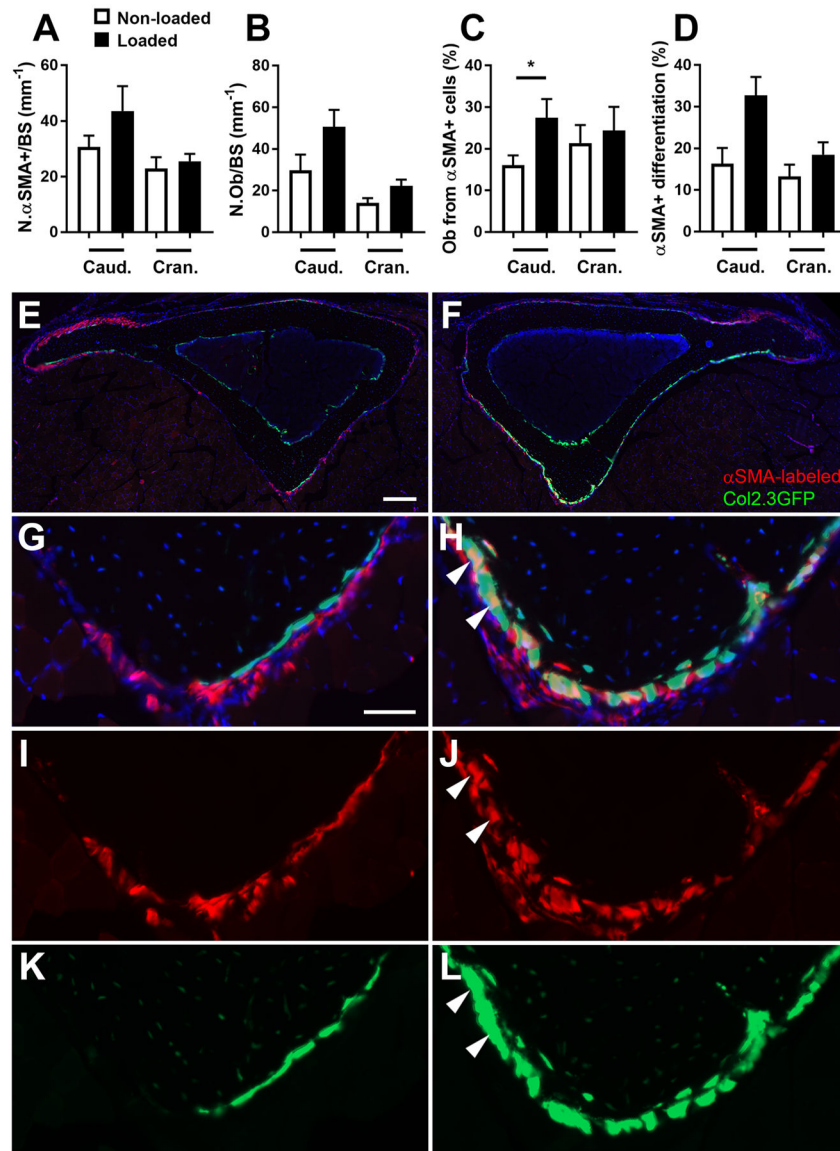 Non-loaded
Loaded
A
N.αSMA+/BS (mm⁻¹)
60
40
20
0
Caud.
Cran.
B
N.Ob/BS (mm⁻¹)
80
60
40
20
0
Caud.
Cran.
C
Ob from αSMA+ cells (%)
40
30
20
10
0
*
Caud.
Cran.
D
αSMA+ differentiation (%)
40
30
20
10
0
Caud.
Cran.
E
F
αSMA-labeled
Col2.3GFP
G
H
I
J
K
L